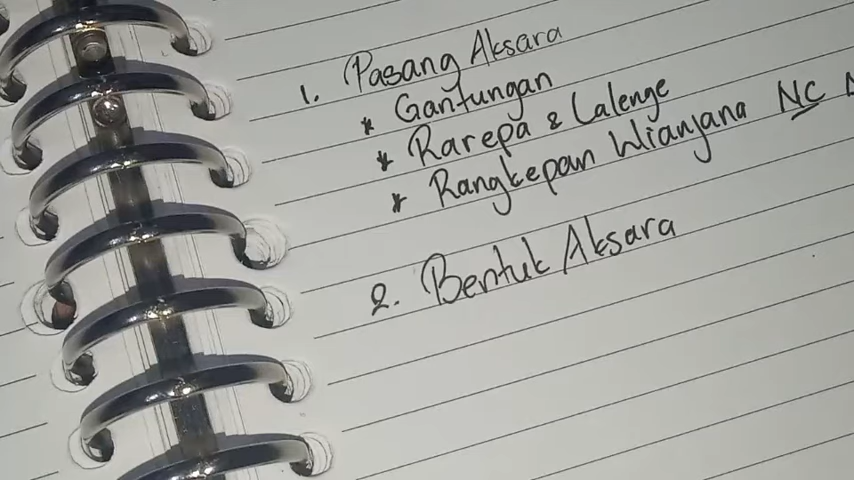 1. Pasang Aksara
* Gantungan
* Rarepa & Lalenge
* Rangkepan Wianjana NC
2. Bentuk Aksara